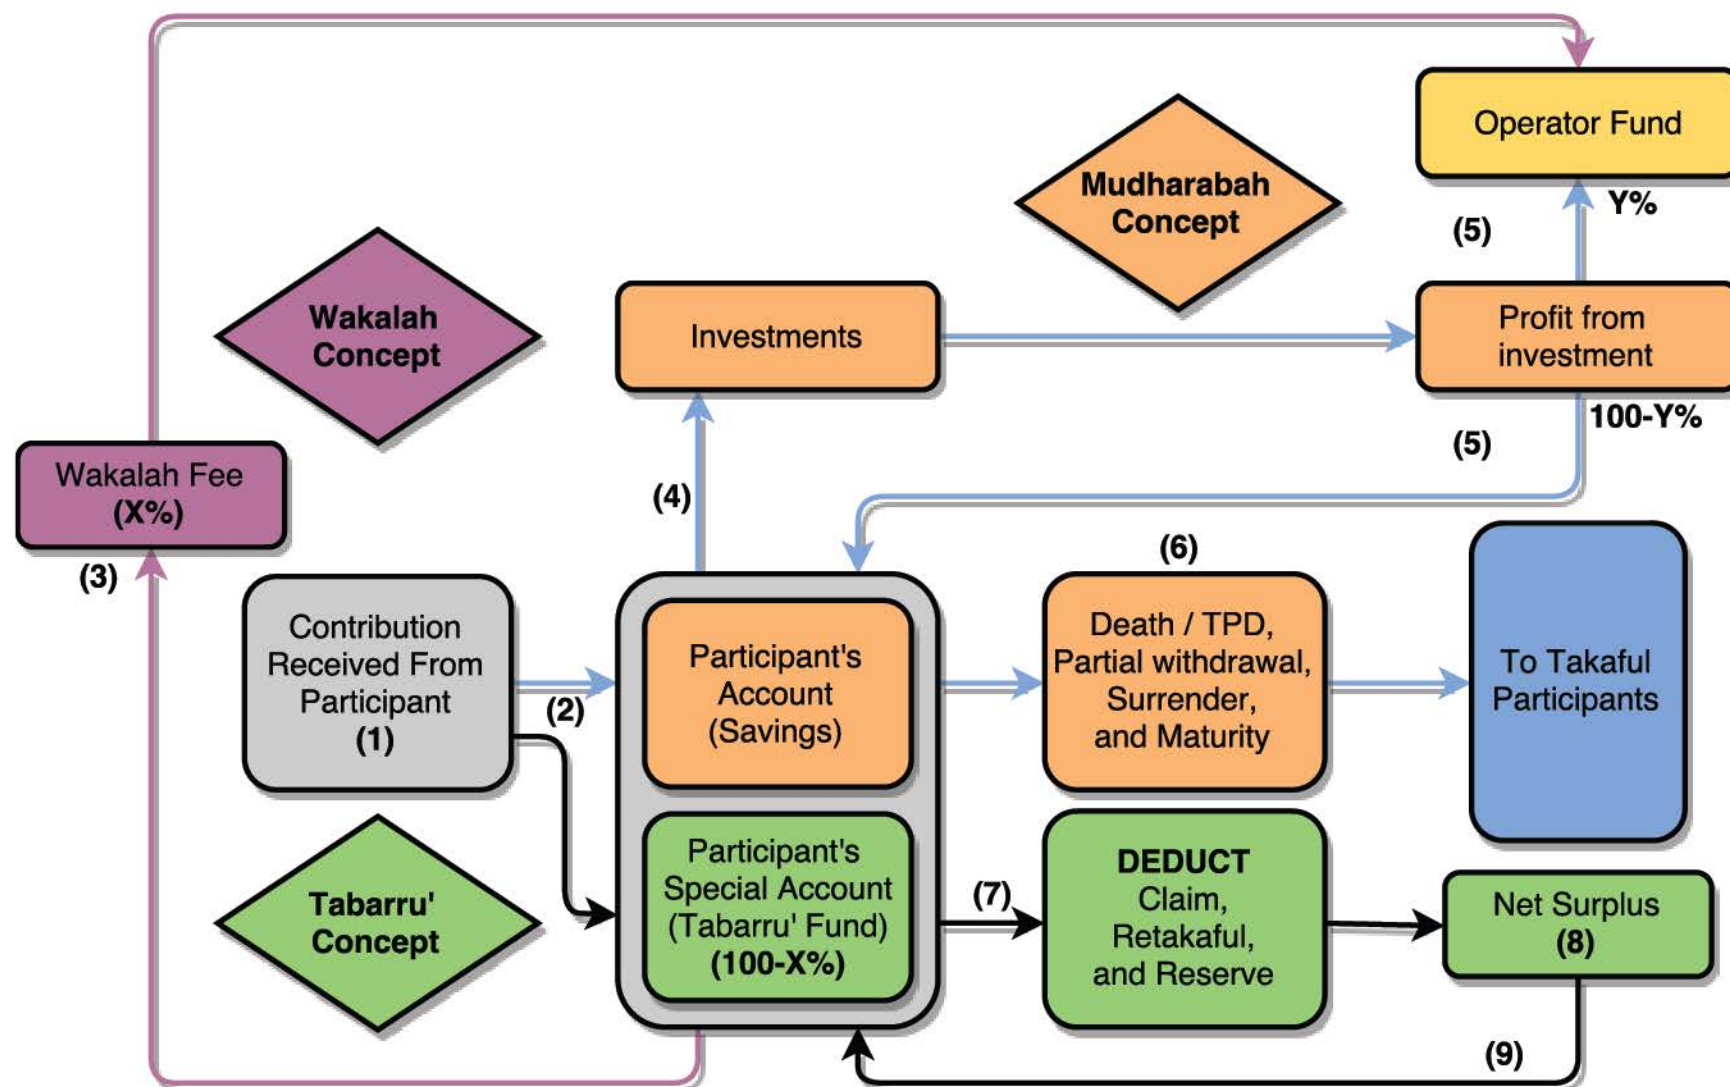 Operator Fund
Mudharabah
Concept
Y%
(5)
Wakalah
Concept
Investments
Profit from
investment
100-Y%
(5)
Wakalah Fee
(X%)
(3)
(4)
(6)
Contribution
Received From
Participant
(1)
(2)
Participant's
Account
(Savings)
Death / TPD,
Partial withdrawal,
Surrender,
and Maturity
To Takaful
Participants
Tabarru'
Concept
Participant's
Special Account
(Tabarru' Fund)
(100-X%)
(7)
DEDUCT
Claim,
Retakaful,
and Reserve
Net Surplus
(8)
(9)